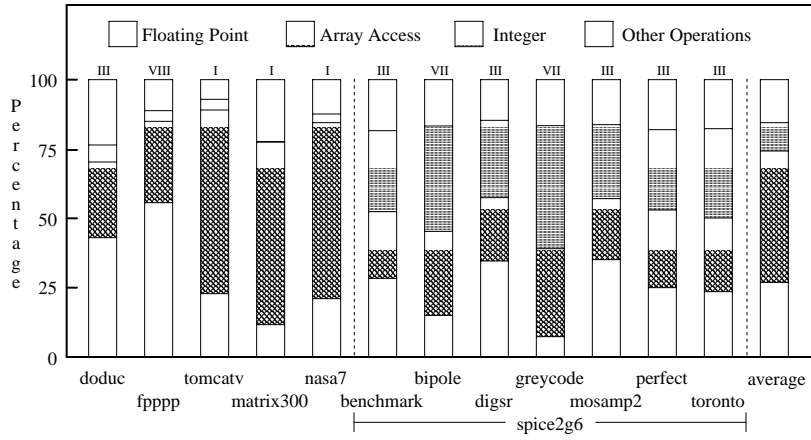 Floating Point Array Access Integer Other Operations
III VIII I I I III VII III VII III III III
100
75
50
25
0
Percentage
doduc tomcatv nasa7 bipole greycode perfect average
fpppp matrix300 benchmark digsr mosamp2 toronto
spice2g6